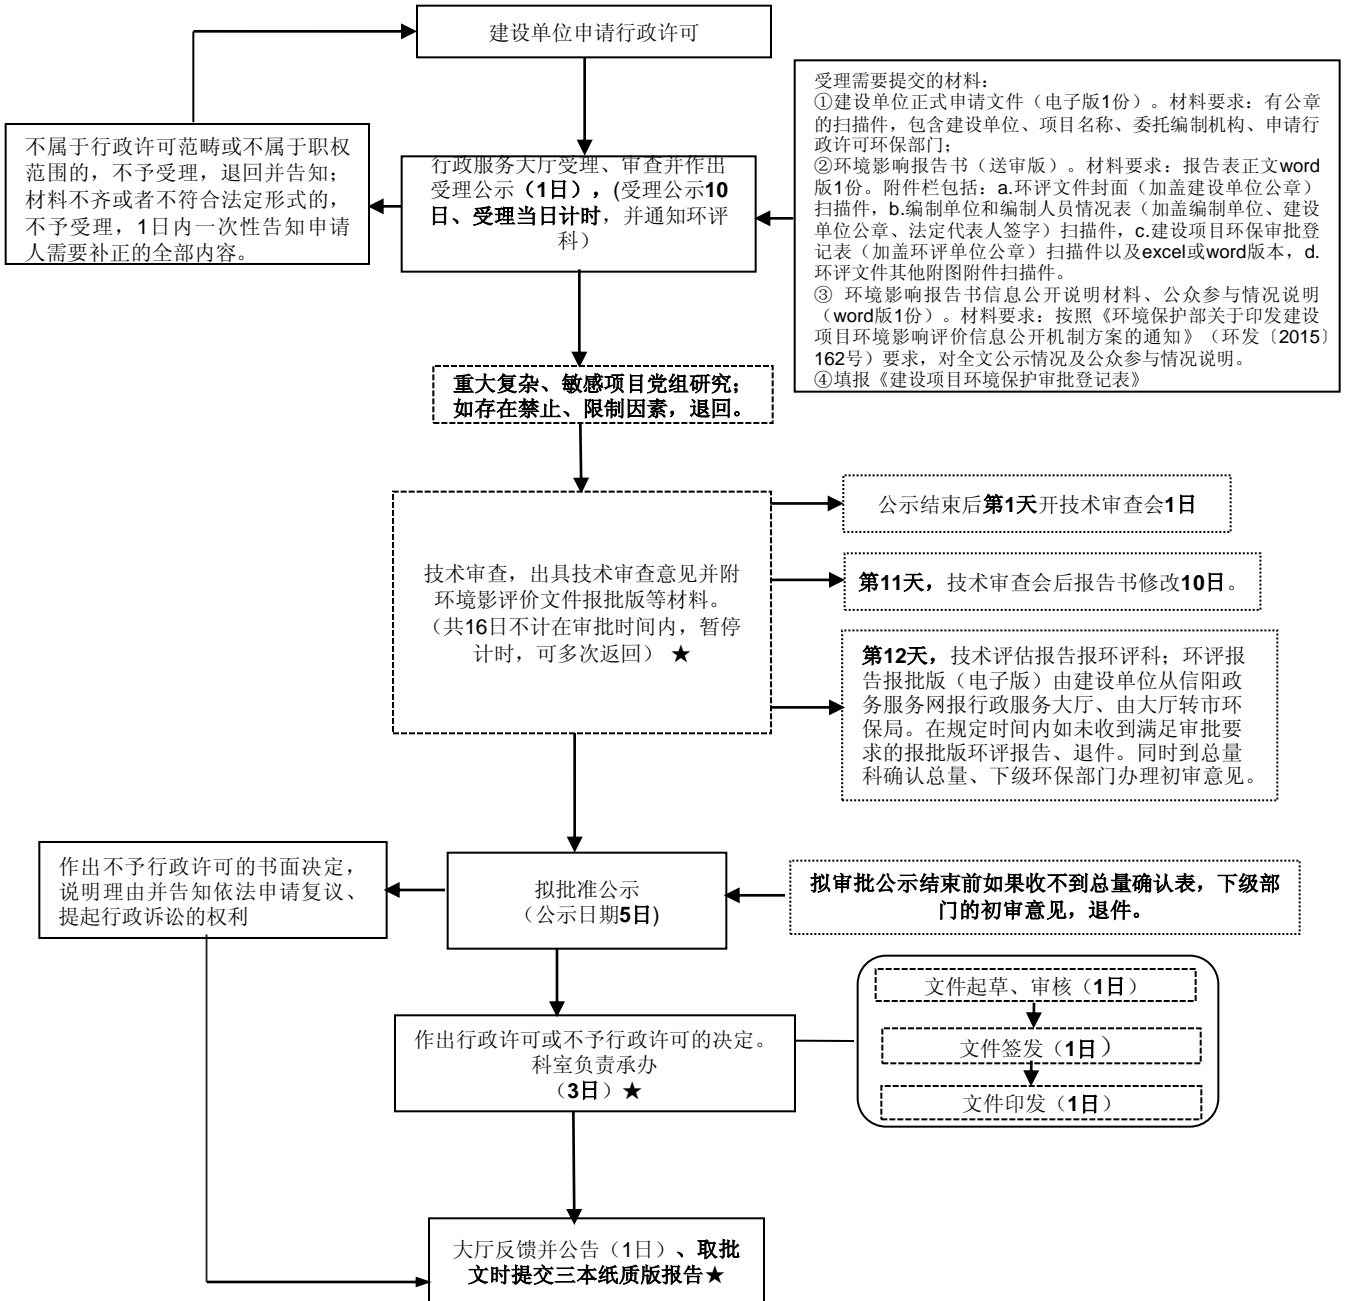 建设单位申请行政许可
不属于行政许可范畴或不属于职权
范围的，不予受理，退回并告知；
材料不齐或者不符合法定形式的，
不予受理，1日内一次性告知申请
人需要补正的全部内容。
行政服务大厅受理、审查并作出
受理公示（1日），(受理公示10
日、受理当日计时，并通知环评
科）
受理需要提交的材料：
①建设单位正式申请文件（电子版1份）。材料要求：有公章
的扫描件，包含建设单位、项目名称、委托编制机构、申请行
政许可环保部门；
②环境影响报告书（送审版）。材料要求：报告表正文word
版1份。附件栏包括：a.环评文件封面（加盖建设单位公章）
扫描件，b.编制单位和编制人员情况表（加盖编制单位、建设
单位公章、法定代表人签字）扫描件，c.建设项目环保审批登
记表（加盖环评单位公章）扫描件以及excel或word版本，d.
环评文件其他附图附件扫描件。
③ 环境影响报告书信息公开说明材料、公众参与情况说明
（word版1份）。材料要求：按照《环境保护部关于印发建设
项目环境影响评价信息公开机制方案的通知》（环发〔2015〕
162号）要求，对全文公示情况及公众参与情况说明。
④填报《建设项目环境保护审批登记表》
重大复杂、敏感项目党组研究；
如存在禁止、限制因素，退回。
技术审查，出具技术审查意见并附
环境影评价文件报批版等材料。
（共16日不计在审批时间内，暂停
计时，可多次返回） ★
公示结束后第1天开技术审查会1日
第11天，技术审查会后报告书修改10日。
第12天，技术评估报告报环评科；环评报
告报批版（电子版）由建设单位从信阳政
务服务网报行政服务大厅、由大厅转市环
保局。在规定时间内如未收到满足审批要
求的报批版环评报告、退件。同时到总量
科确认总量、下级环保部门办理初审意见。
作出不予行政许可的书面决定，
说明理由并告知依法申请复议、
提起行政诉讼的权利
拟批准公示
（公示日期5日)
拟审批公示结束前如果收不到总量确认表，下级部
门的初审意见，退件。
作出行政许可或不予行政许可的决定。
科室负责承办
（3日）★
文件起草、审核（1日）
文件签发（1日）
文件印发（1日）
大厅反馈并公告（1日）、取批
文时提交三本纸质版报告★